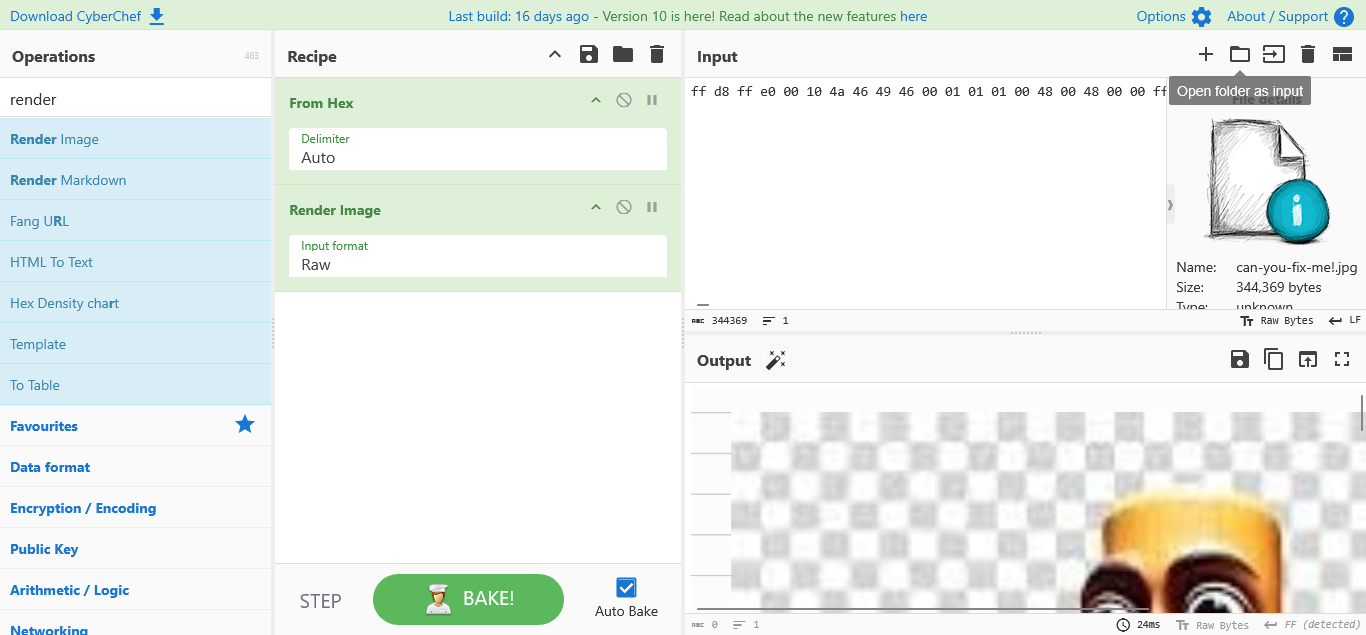 Download CyberChef
Last build: 16 days ago - Version 10 is here! Read about the new features here
Options
About / Support
Operations
463
render
Render Image
Render Markdown
Fang URL
HTML To Text
Hex Density chart
Template
To Table
Favourites
Data format
Encryption / Encoding
Public Key
Arithmetic / Logic
Networking
Recipe
From Hex
Delimiter
Auto
Render Image
Input format
Raw
STEP
BAKE!
Auto Bake
Input
Open folder as input
ff d8 ff e0 00 10 4a 46 49 46 00 01 01 01 00 48 00 48 00 00 ff
File details
Name: can-you-fix-me!.jpg
Size: 344,369 bytes
Type: unknown
ABC 344369 1
Tт Raw Bytes LF
Output
ABC 0 1
24ms Tт Raw Bytes FF (detected)